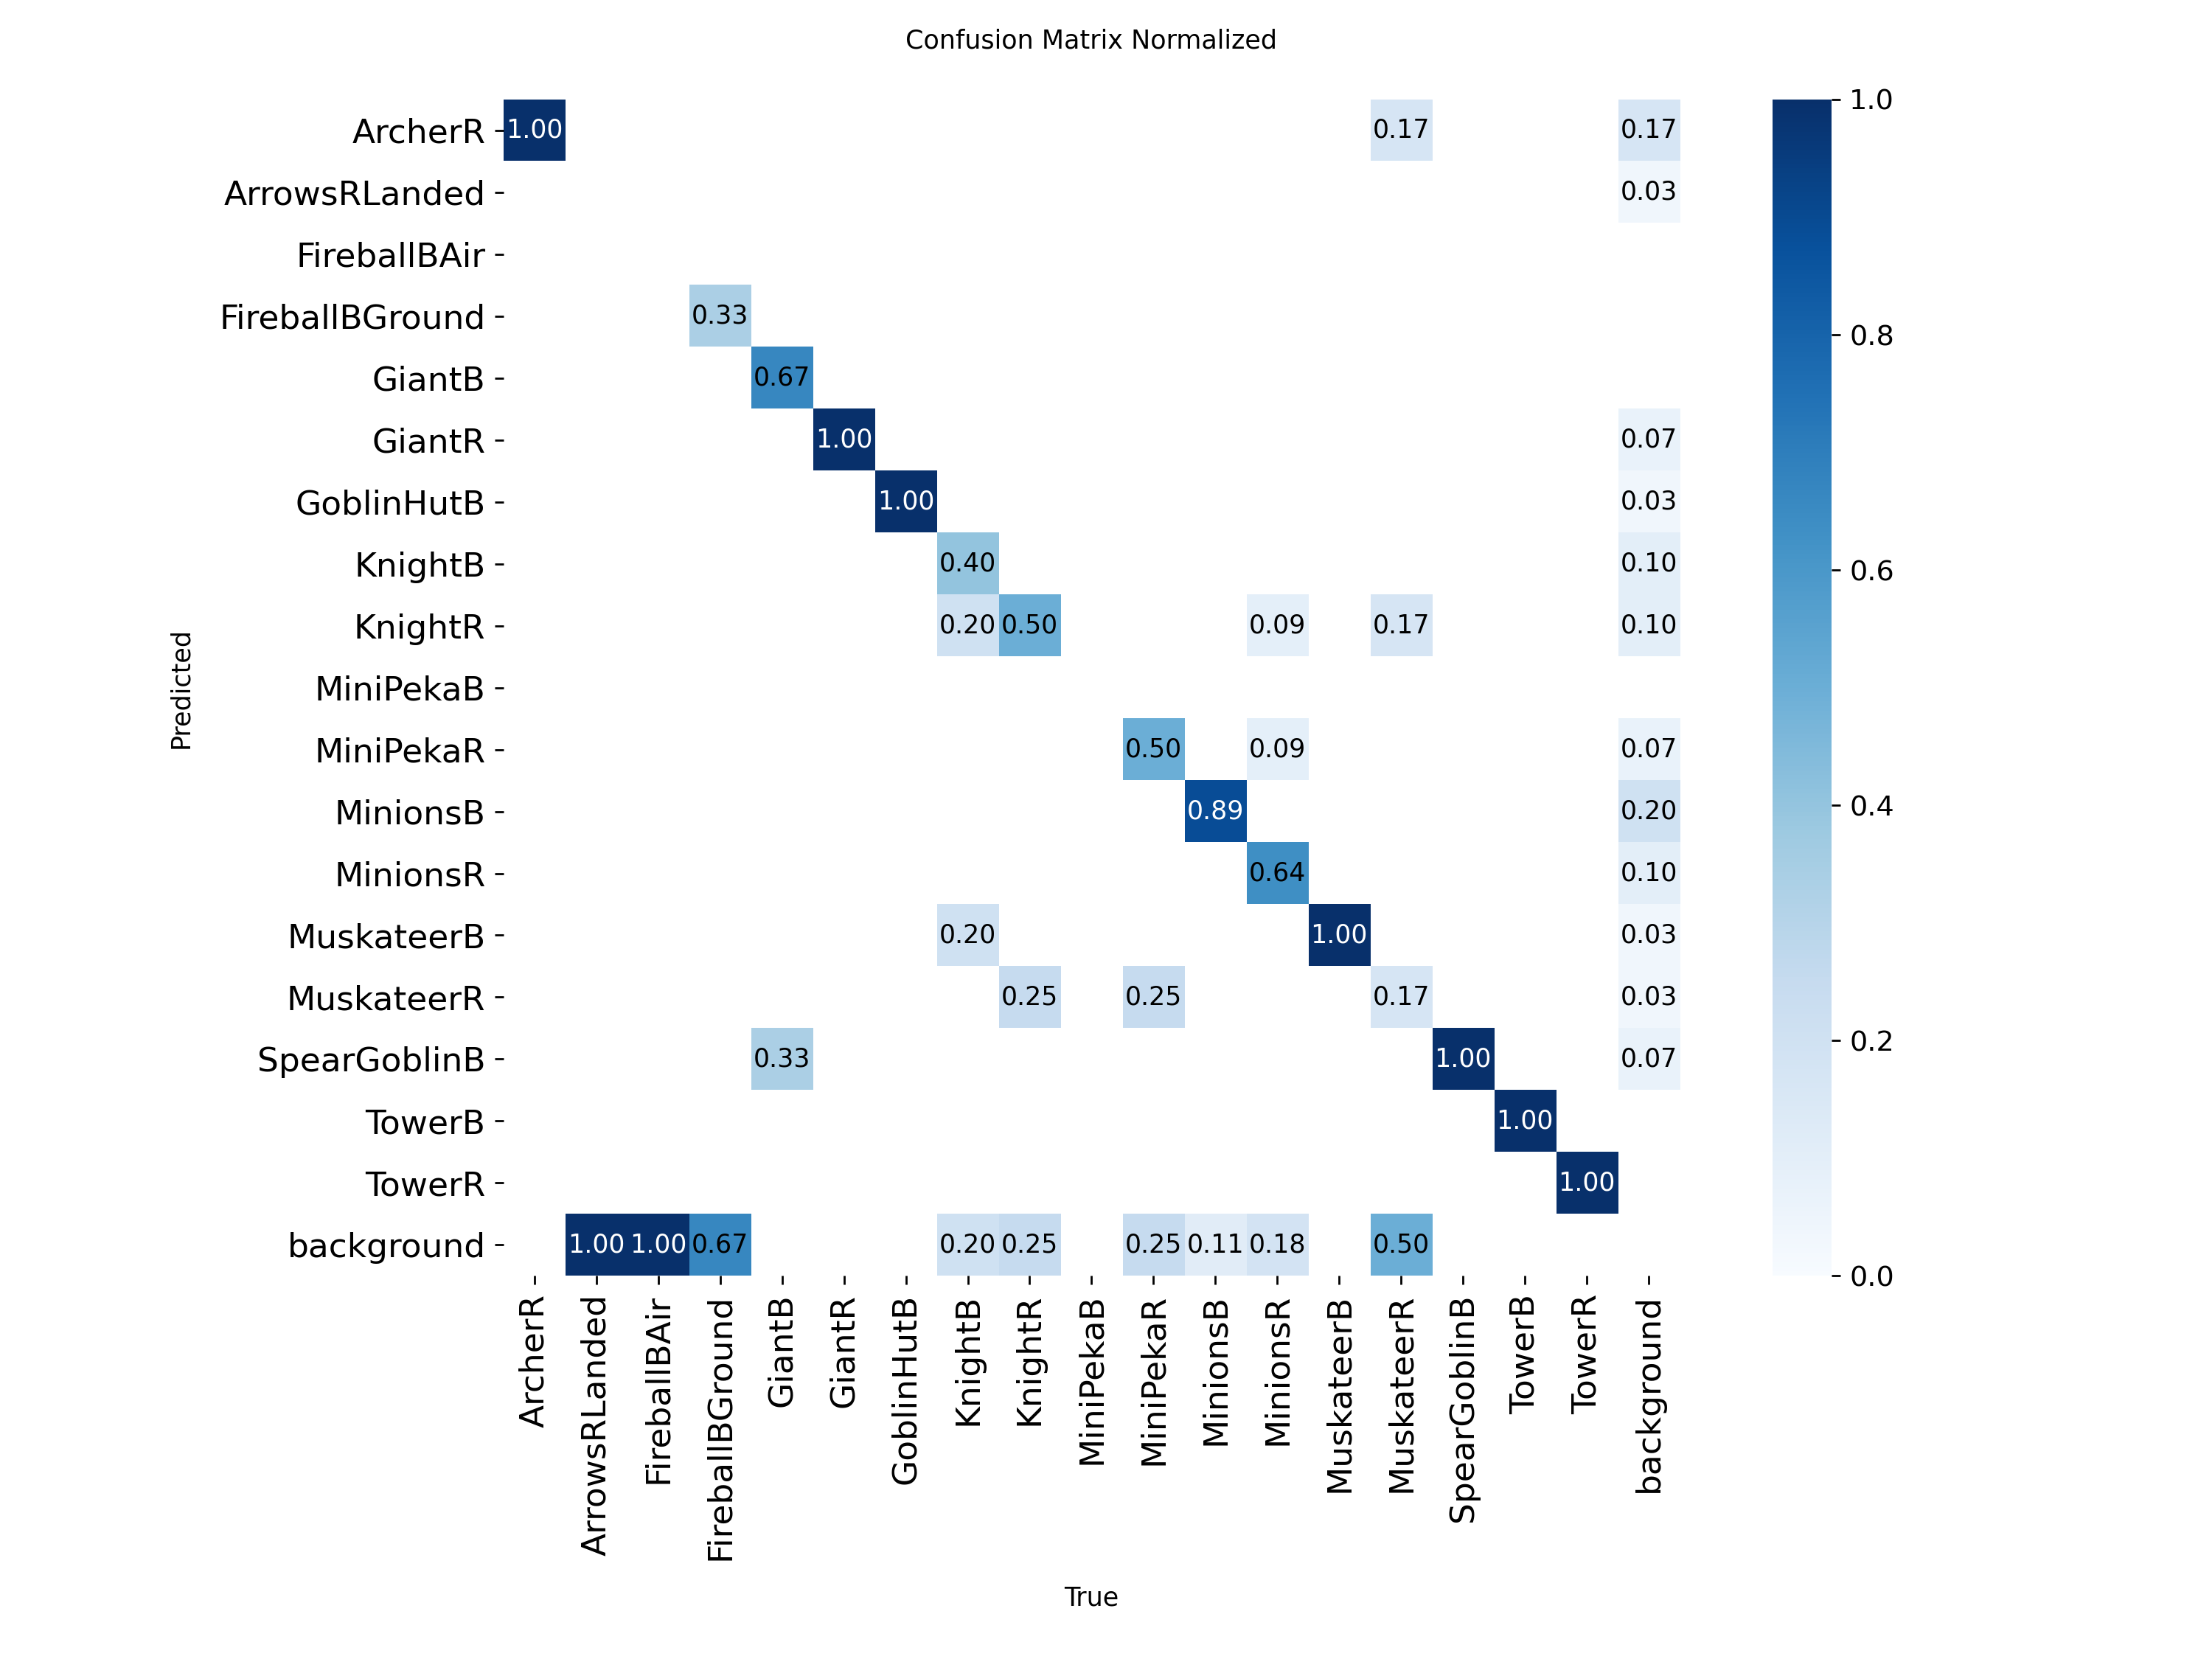 Confusion Matrix Normalized
ArcherR 1.00 0.17 0.17 1.0
ArrowsRLanded 0.03
FireballBAir
FireballBGround 0.33 0.8
GiantB 0.67
GiantR 1.00 0.07
GoblinHutB 1.00 0.03
KnightB 0.40 0.10 0.6
KnightR 0.20 0.50 0.09 0.17 0.10
Predicted
MiniPekaB
MiniPekaR 0.50 0.09 0.07
MinionsB 0.89 0.20 0.4
MinionsR 0.64 0.10
MuskateerB 0.20 1.00 0.03
MuskateerR 0.25 0.25 0.17 0.03
SpearGoblinB 0.33 1.00 0.07 0.2
TowerB 1.00
TowerR 1.00
background 1.00 1.00 0.67 0.20 0.25 0.25 0.11 0.18 0.50 0.0
ArcherR ArrowsRLanded FireballBAir FireballBGround GiantB GiantR GoblinHutB KnightB KnightR MiniPekaB MiniPekaR MinionsB MinionsR MuskateerB MuskateerR SpearGoblinB TowerB TowerR background
True